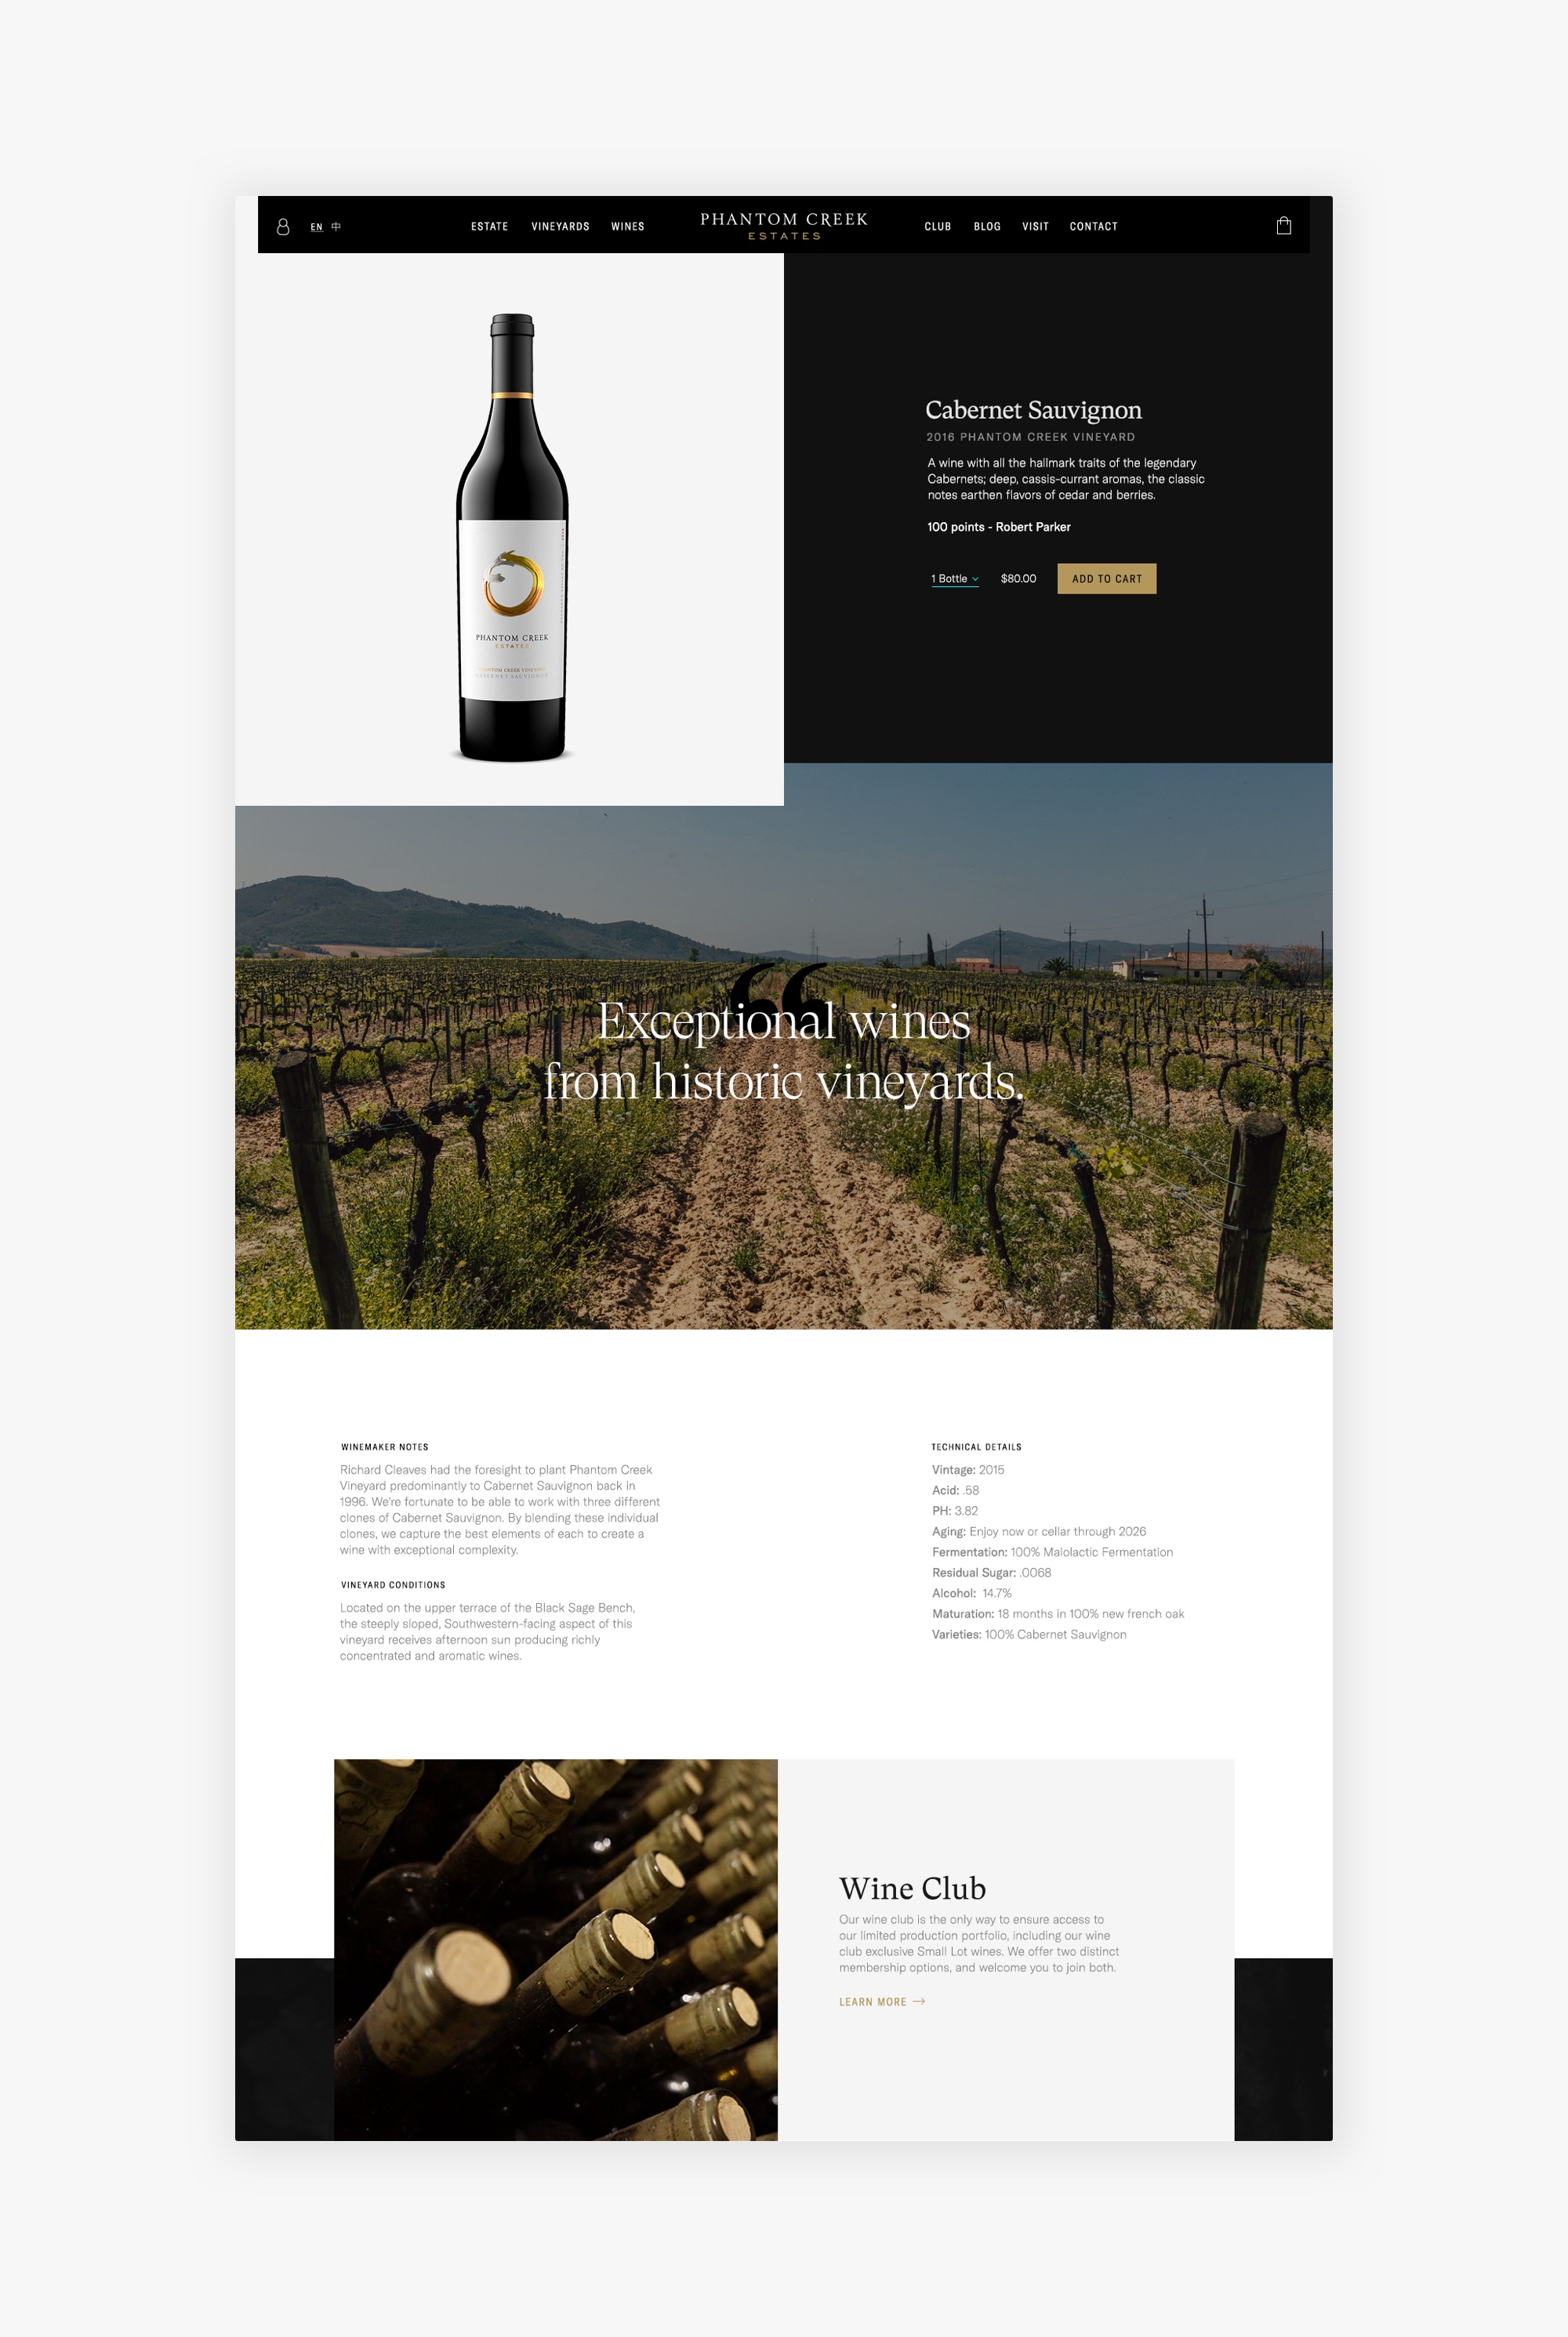 EN 中
ESTATE VINEYARDS WINES
PHANTOM CREEK
ESTATES
CLUB BLOG VISIT CONTACT
PHANTOM CREEK
ESTATES
PHANTOM CREEK VINEYARD
CABERNET SAUVIGNON
Cabernet Sauvignon
2016 PHANTOM CREEK VINEYARD
A wine with all the hallmark traits of the legendary
Cabernets; deep, cassis-currant aromas, the classic
notes earthen flavors of cedar and berries.
100 points - Robert Parker
1 Bottle $80.00 ADD TO CART
“
Exceptional wines
from historic vineyards.
WINEMAKER NOTES
Richard Cleaves had the foresight to plant Phantom Creek
Vineyard predominantly to Cabernet Sauvignon back in
1996. We're fortunate to be able to work with three different
clones of Cabernet Sauvignon. By blending these individual
clones, we capture the best elements of each to create a
wine with exceptional complexity.
VINEYARD CONDITIONS
Located on the upper terrace of the Black Sage Bench,
the steeply sloped, Southwestern-facing aspect of this
vineyard receives afternoon sun producing richly
concentrated and aromatic wines.
TECHNICAL DETAILS
Vintage: 2015
Acid: .58
PH: 3.82
Aging: Enjoy now or cellar through 2026
Fermentation: 100% Malolactic Fermentation
Residual Sugar: .0068
Alcohol: 14.7%
Maturation: 18 months in 100% new french oak
Varieties: 100% Cabernet Sauvignon
Wine Club
Our wine club is the only way to ensure access to
our limited production portfolio, including our wine
club exclusive Small Lot wines. We offer two distinct
membership options, and welcome you to join both.
LEARN MORE →